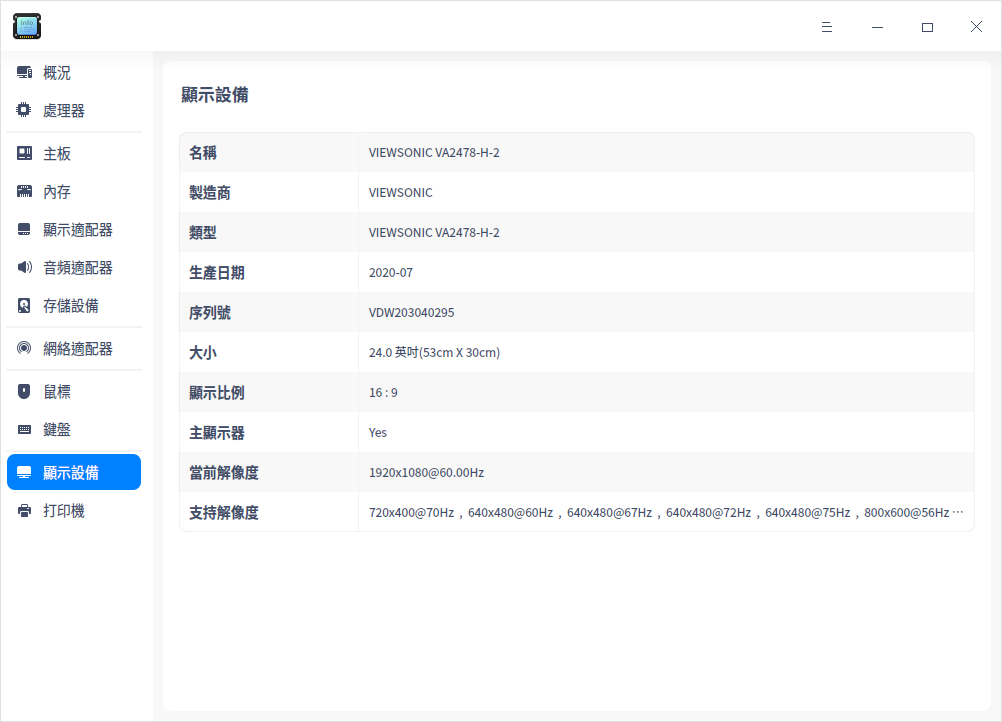 info
概況
處理器
主板
內存
顯示適配器
音頻適配器
存儲設備
網絡適配器
鼠標
鍵盤
顯示設備
打印機
顯示設備
名稱 VIEWSONIC VA2478-H-2
製造商 VIEWSONIC
類型 VIEWSONIC VA2478-H-2
生產日期 2020-07
序列號 VDW203040295
大小 24.0 英吋(53cm X 30cm)
顯示比例 16 : 9
主顯示器 Yes
當前解像度 1920x1080@60.00Hz
支持解像度 720x400@70Hz , 640x480@60Hz , 640x480@67Hz , 640x480@72Hz , 640x480@75Hz , 800x600@56Hz …